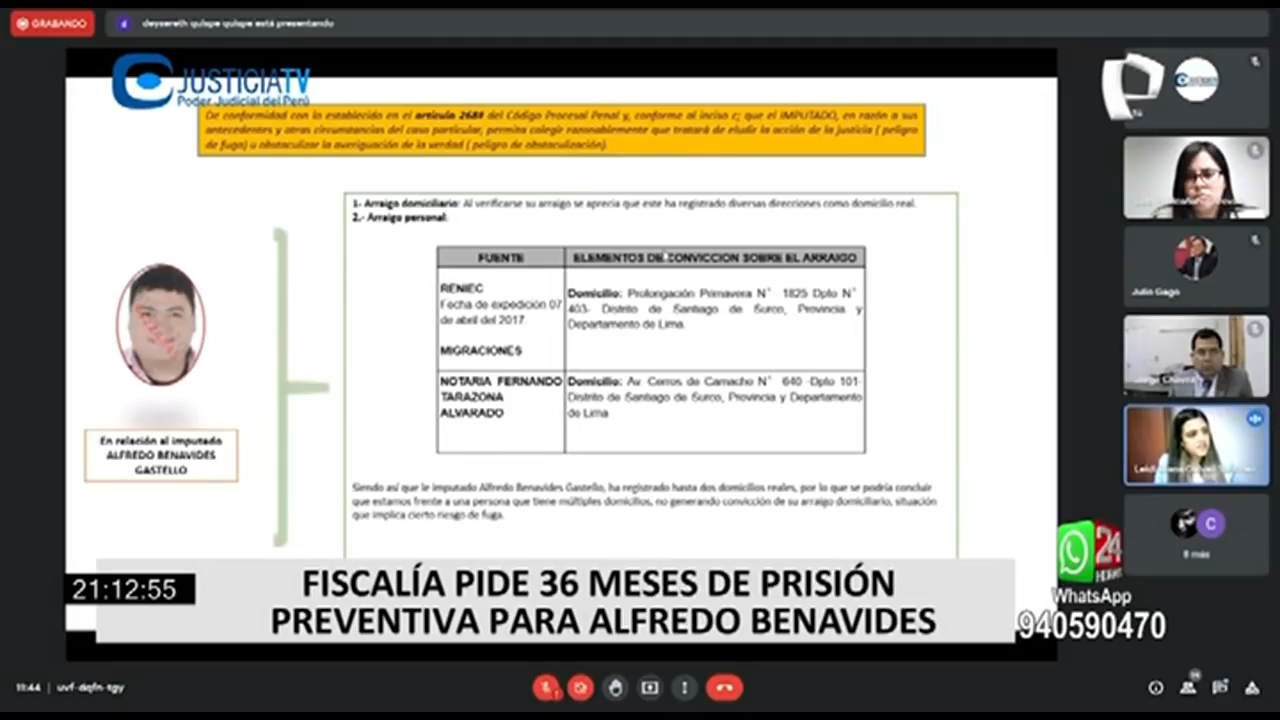 GRABANDO
deysereth quispe quispe está presentando
JUSTICIATV
Poder Judicial del Perú
De conformidad con lo establecido en el artículo 268# del Código Procesal Penal y, conforme al inciso c; que el IMPUTADO, en razón a sus
antecedentes y otras circunstancias del caso particular, permita colegir razonablemente que tratará de eludir la acción de la justicia ( peligro
de fuga) u obstaculizar la averiguación de la verdad ( peligro de obstaculización).
1- Arraigo domiciliario: Al verificarse su arraigo se aprecia que este ha registrado diversas direcciones como domicilio real.
2.- Arraigo personal:
FUENTE
ELEMENTOS DE CONVICCION SOBRE EL ARRAIGO
RENIEC
Fecha de expedición 07
de abril del 2017.
MIGRACIONES
Domicilio: Prolongación Primavera N° 1825 Dpto N°
403- Distrito de Santiago de Surco, Provincia y
Departamento de Lima.
NOTARIA FERNANDO
TARAZONA
ALVARADO
Domicilio: Av. Cerros de Camacho N° 640 -Dpto 101-
Distrito de Santiago de Surco, Provincia y Departamento
de Lima
En relación al imputado
ALFREDO BENAVIDES
GASTELLO
Siendo así que le imputado Alfredo Benavides Gastello, ha registrado hasta dos domicilios reales, por lo que se podría concluir
que estamos frente a una persona que tiene múltiples domicilios, no generando convicción de su arraigo domiciliario, situación
que implica cierto riesgo de fuga.
Tú
Julio Gago
Jorge Chávez
8 más
C
21:12:55
FISCALÍA PIDE 36 MESES DE PRISIÓN
PREVENTIVA PARA ALFREDO BENAVIDES
24
HORAS
WhatsApp
940590470
11:44 | uvf-dqfn-tgy